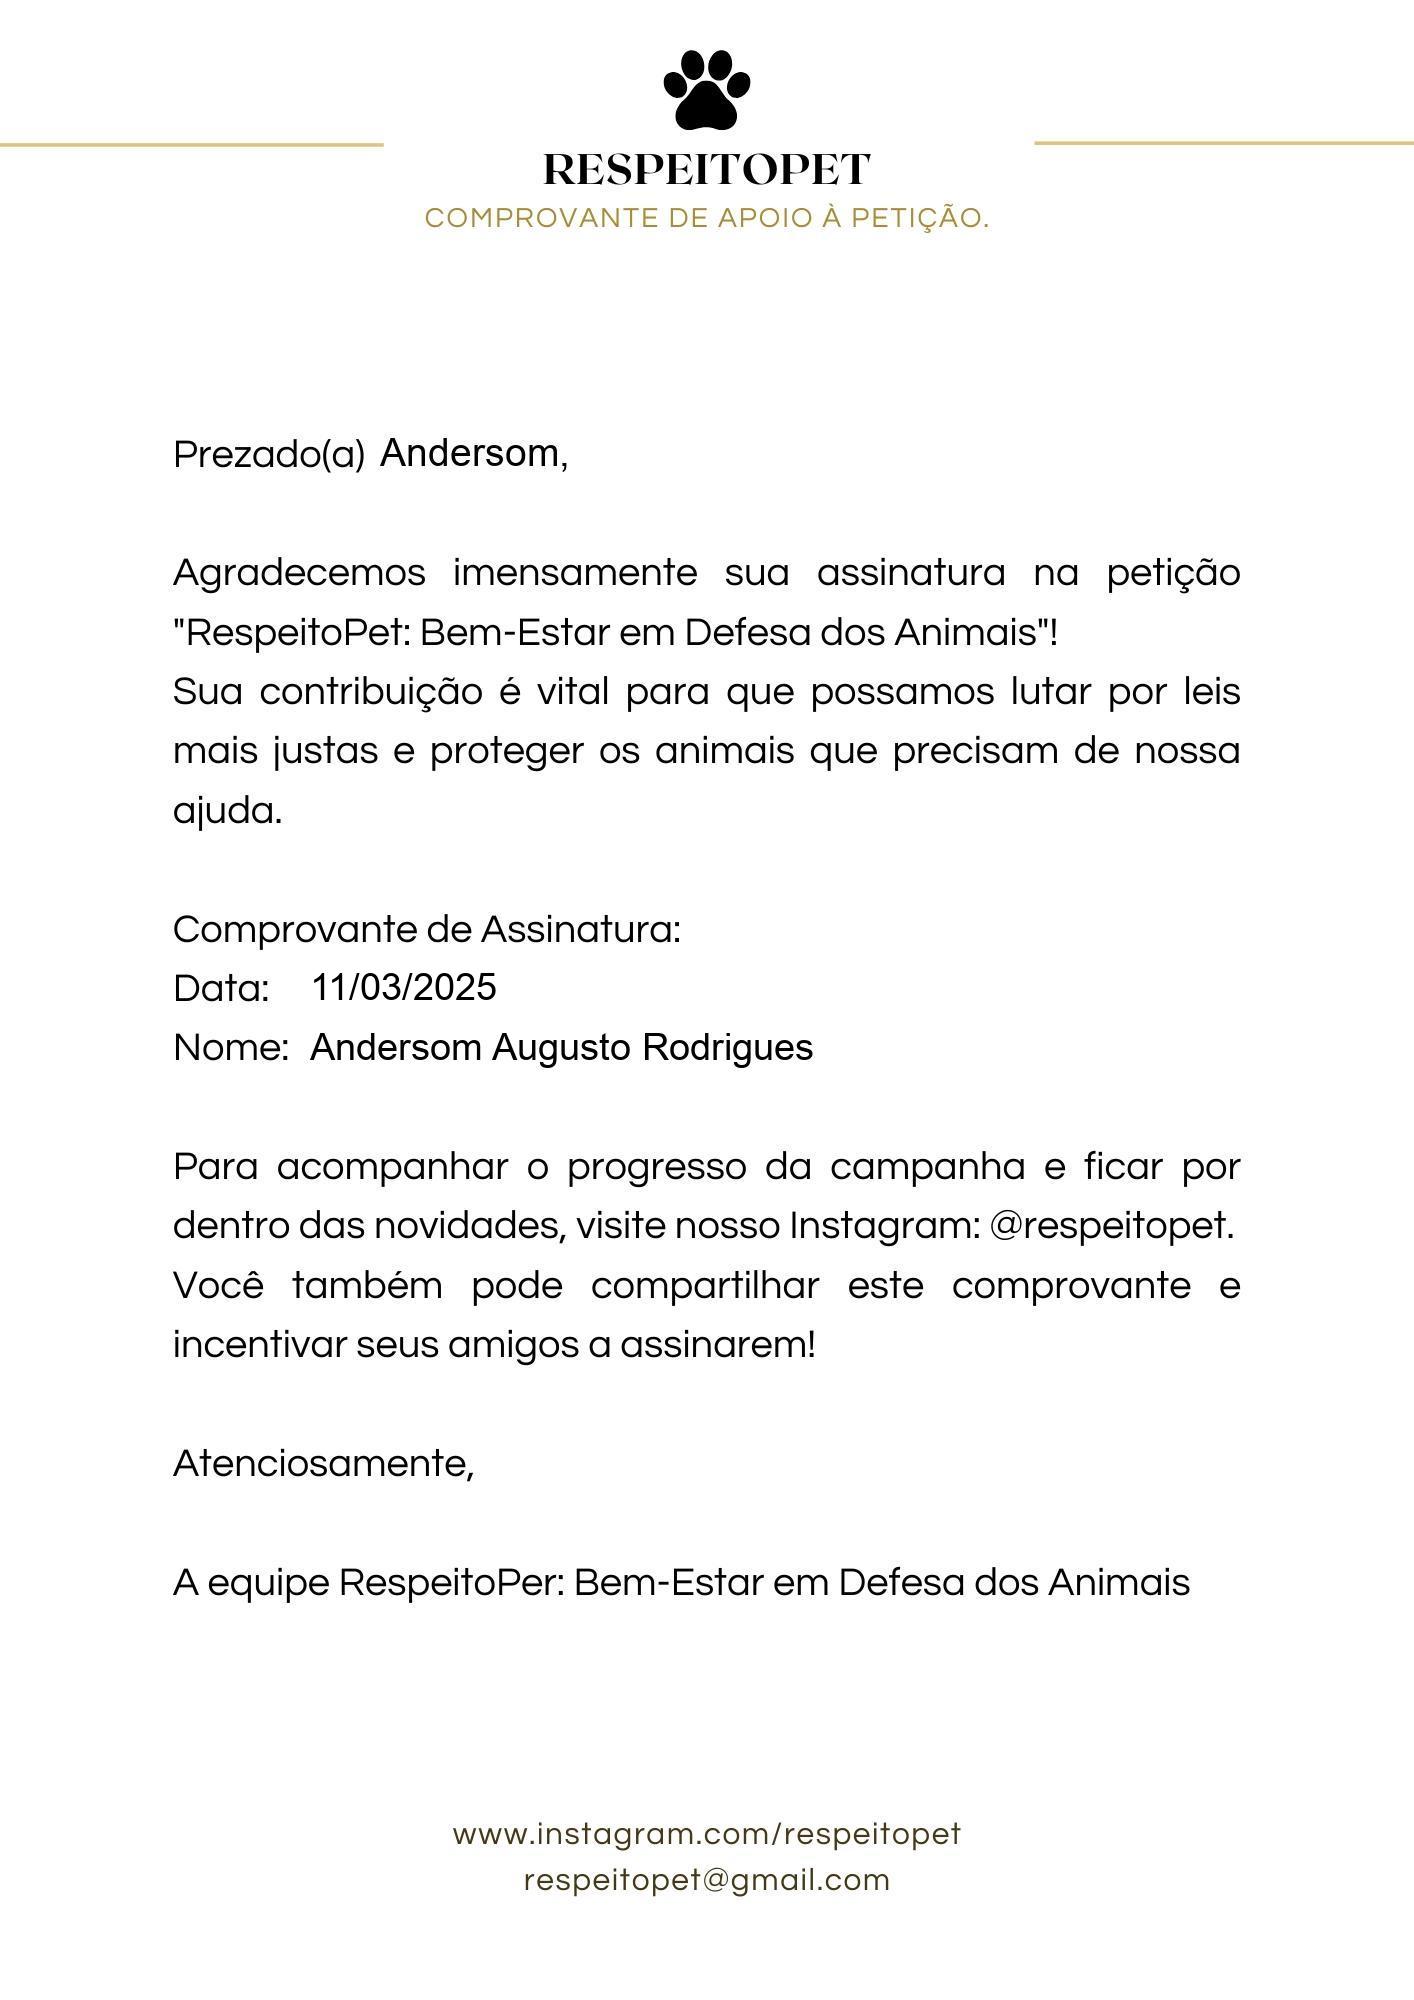 RESPEITOPET
COMPROVANTE DE APOIO À PETIÇÃO.
Prezado(a) Andersom,
Agradecemos imensamente sua assinatura na petição
"RespeitoPet: Bem-Estar em Defesa dos Animais"!
Sua contribuição é vital para que possamos lutar por leis
mais justas e proteger os animais que precisam de nossa
ajuda.
Comprovante de Assinatura:
Data: 11/03/2025
Nome: Andersom Augusto Rodrigues
Para acompanhar o progresso da campanha e ficar por
dentro das novidades, visite nosso Instagram: @respeitopet.
Você também pode compartilhar este comprovante e
incentivar seus amigos a assinarem!
Atenciosamente,
A equipe RespeitoPer: Bem-Estar em Defesa dos Animais
www.instagram.com/respeitopet
respeitopet@gmail.com